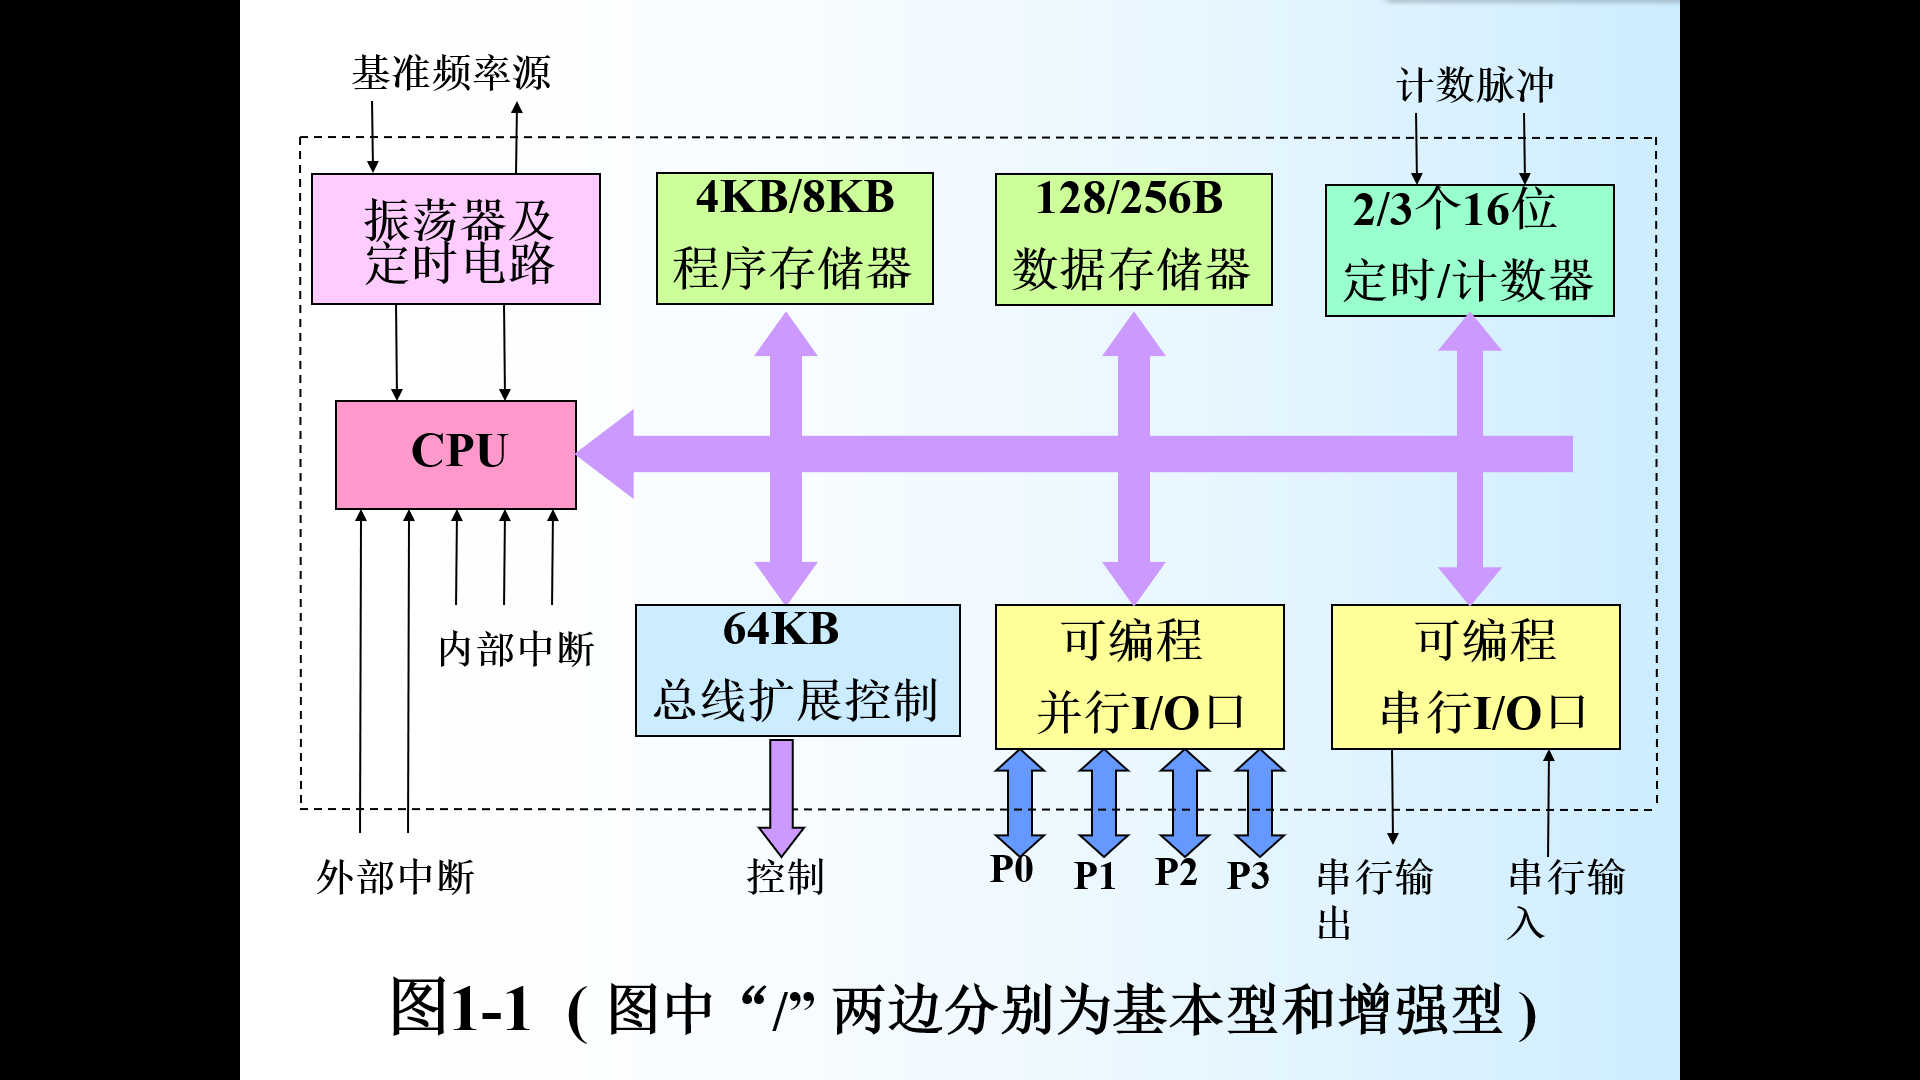 基准频率源
计数脉冲
振荡器及
定时电路
4KB/8KB
程序存储器
128/256B
数据存储器
2/3个16位
定时/计数器
CPU
内部中断
64KB
总线扩展控制
可编程
并行I/O口
可编程
串行I/O口
外部中断
控制
P0
P1
P2
P3
串行输
出
串行输
入
图1-1（图中“/”两边分别为基本型和增强型）